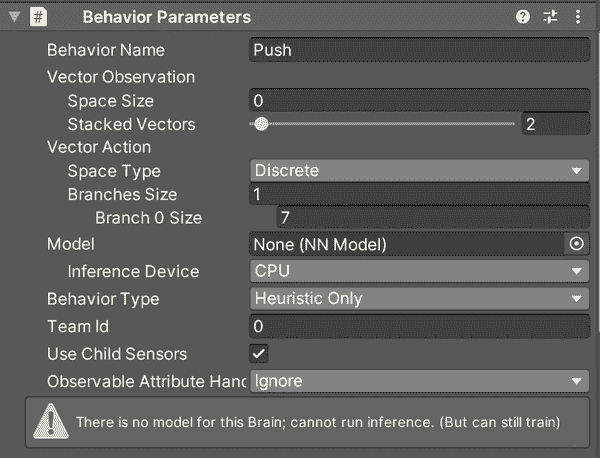 # Behavior Parameters
Behavior Name Push
Vector Observation
Space Size 0
Stacked Vectors 2
Vector Action
Space Type Discrete
Branches Size 1
Branch 0 Size 7
Model None (NN Model)
Inference Device CPU
Behavior Type Heuristic Only
Team Id 0
Use Child Sensors
Observable Attribute Hanc Ignore
There is no model for this Brain; cannot run inference. (But can still train)